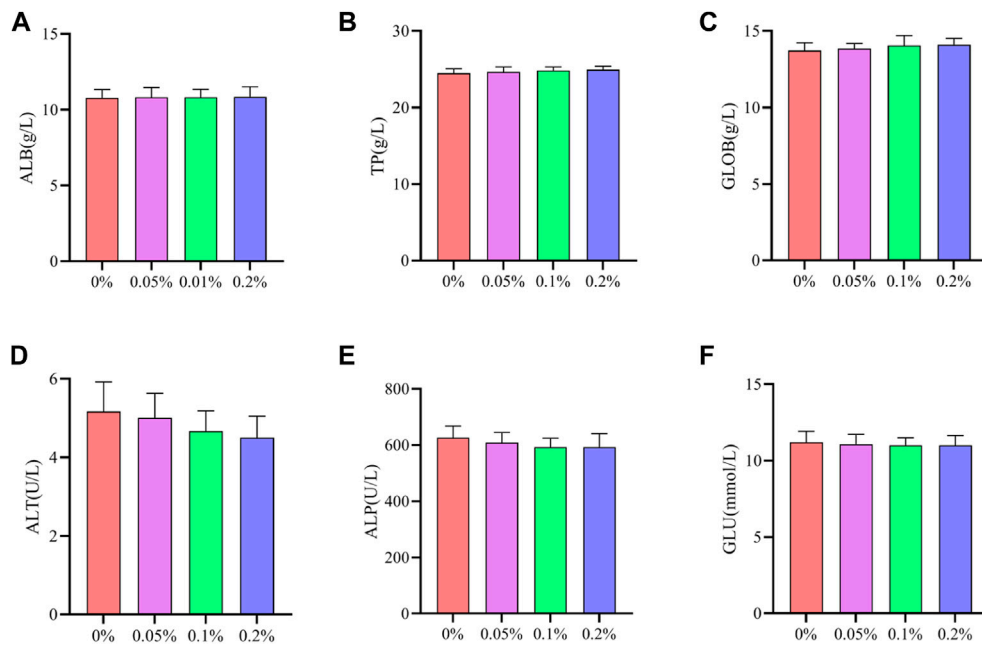 A
ALB(g/L)
15
10
5
0
0% 0.05% 0.01% 0.2%
B
TP(g/L)
30
20
10
0
0% 0.05% 0.1% 0.2%
C
GLOB(g/L)
15
10
5
0
0% 0.05% 0.1% 0.2%
D
ALT(U/L)
6
4
2
0
0% 0.05% 0.1% 0.2%
E
ALP(U/L)
800
600
400
200
0
0% 0.05% 0.1% 0.2%
F
GLU(mmol/L)
15
10
5
0
0% 0.05% 0.1% 0.2%